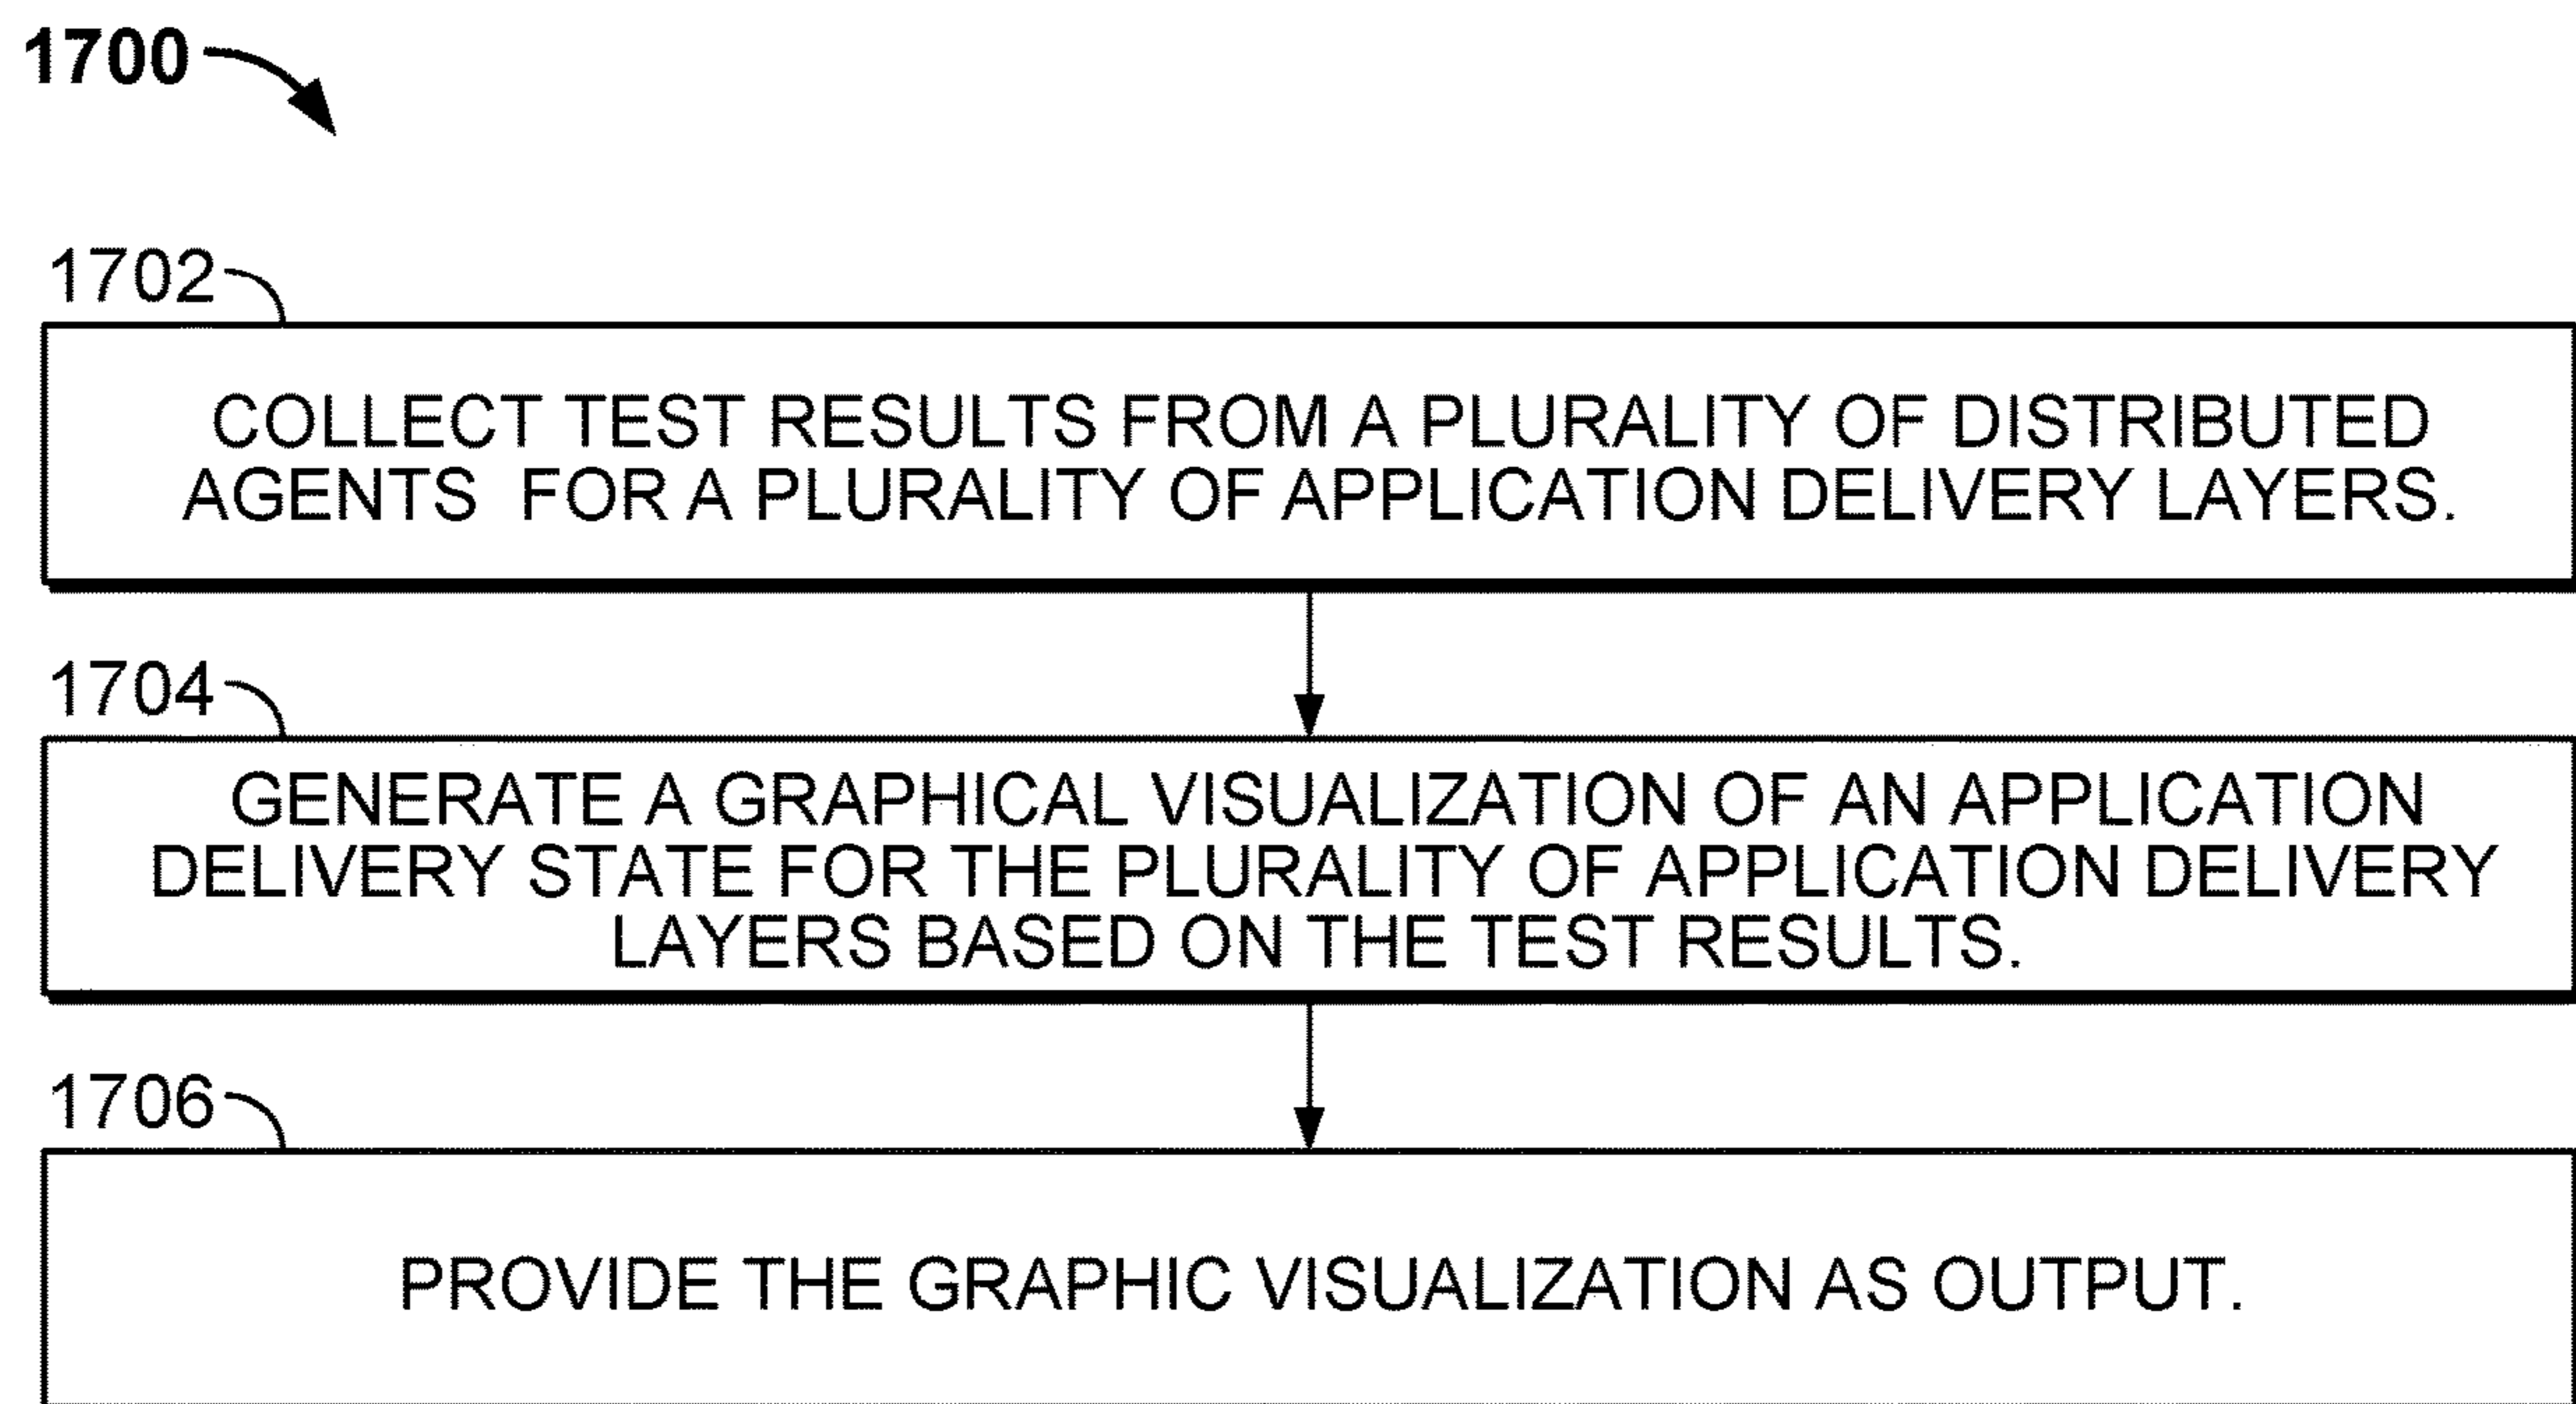 1700
1702
COLLECT TEST RESULTS FROM A PLURALITY OF DISTRIBUTED
AGENTS  FOR A PLURALITY OF APPLICATION DELIVERY LAYERS.
1704
GENERATE A GRAPHICAL VISUALIZATION OF AN APPLICATION
DELIVERY STATE FOR THE PLURALITY OF APPLICATION DELIVERY
LAYERS BASED ON THE TEST RESULTS.
1706
PROVIDE THE GRAPHIC VISUALIZATION AS OUTPUT.